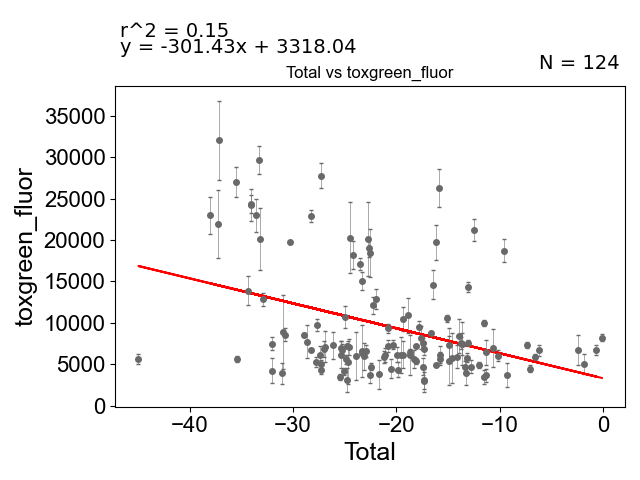 r^2 = 0.15
y = -301.43x + 3318.04
N = 124
Total vs toxgreen_fluor
35000
30000
25000
20000
15000
10000
5000
0
toxgreen_fluor
−40
−30
−20
−10
0
Total